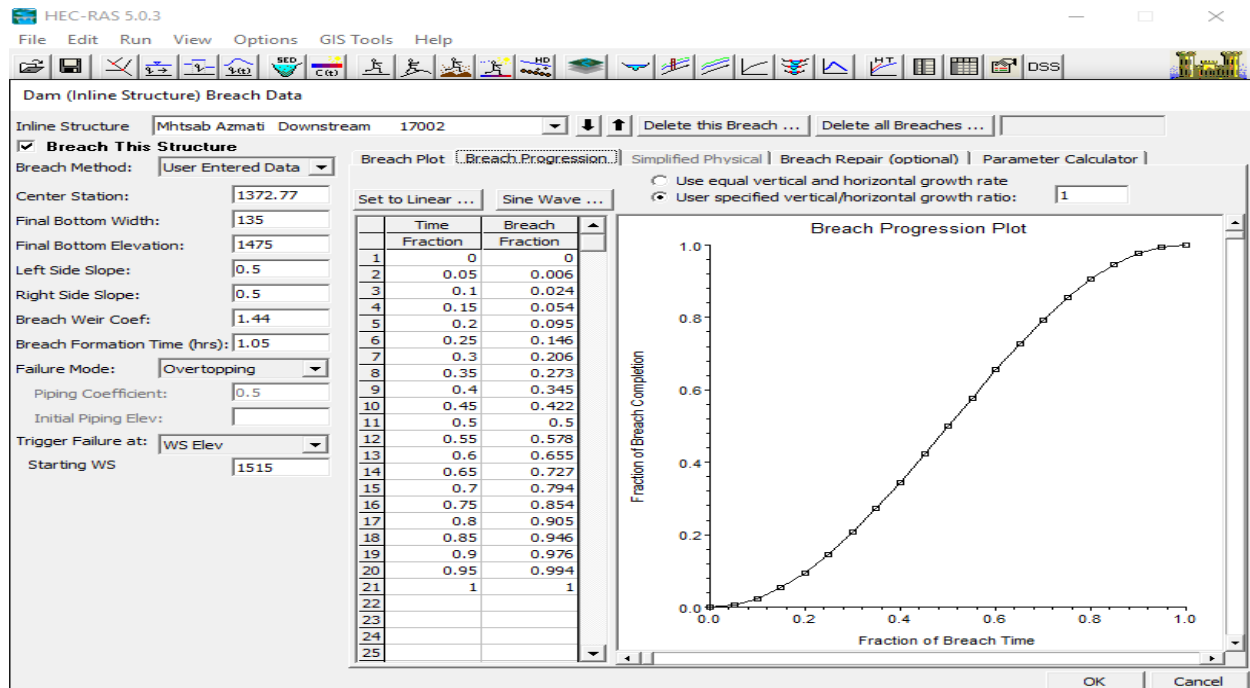 HEC-RAS 5.0.3
File Edit Run View Options GIS Tools Help
SED C(t) HD HT DSS
Dam (Inline Structure) Breach Data
Inline Structure Mhtsab Azmati Downstream 17002 Delete this Breach ... Delete all Breaches ...
Breach This Structure
Breach Method: User Entered Data
Center Station: 1372.77
Final Bottom Width: 135
Final Bottom Elevation: 1475
Left Side Slope: 0.5
Right Side Slope: 0.5
Breach Weir Coef: 1.44
Breach Formation Time (hrs): 1.05
Failure Mode: Overtopping
Piping Coefficient: 0.5
Initial Piping Elev:
Trigger Failure at: WS Elev
Starting WS 1515
Breach Plot Breach Progression Simplified Physical Breach Repair (optional) Parameter Calculator
Use equal vertical and horizontal growth rate
Set to Linear ... Sine Wave ... User specified vertical/horizontal growth ratio: 1
Time Breach
Fraction Fraction
1 0 0
2 0.05 0.006
3 0.1 0.024
4 0.15 0.054
5 0.2 0.095
6 0.25 0.146
7 0.3 0.206
8 0.35 0.273
9 0.4 0.345
10 0.45 0.422
11 0.5 0.5
12 0.55 0.578
13 0.6 0.655
14 0.65 0.727
15 0.7 0.794
16 0.75 0.854
17 0.8 0.905
18 0.85 0.946
19 0.9 0.976
20 0.95 0.994
21 1 1
22
23
24
25
Breach Progression Plot
Fraction of Breach Completion
1.0
0.8
0.6
0.4
0.2
0.0
0.0 0.2 0.4 0.6 0.8 1.0
Fraction of Breach Time
OK Cancel